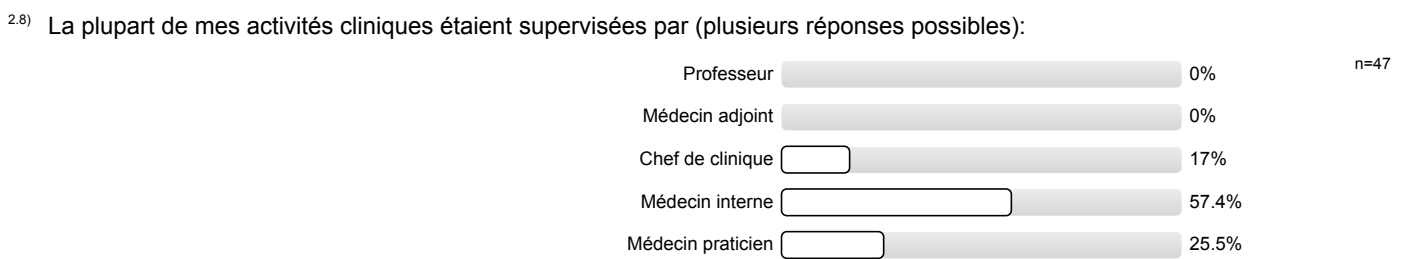 2.8) La plupart de mes activités cliniques étaient supervisées par (plusieurs réponses possibles):
Professeur 0% n=47
Médecin adjoint 0%
Chef de clinique 17%
Médecin interne 57.4%
Médecin praticien 25.5%